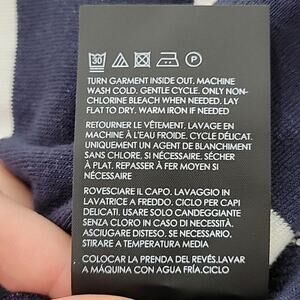 30
P
TURN GARMENT INSIDE OUT. MACHINE
WASH COLD. GENTLE CYCLE. ONLY NON-
CHLORINE BLEACH WHEN NEEDED. LAY
FLAT TO DRY. WARM IRON IF NEEDED
RETOURNER LE VÊTEMENT. LAVAGE EN
MACHINE À L'EAU FROIDE. CYCLE DÉLICAT.
UNIQUEMENT UN AGENT DE BLANCHIMENT
SANS CHLORE, SI NÉCESSAIRE. SÉCHER
À PLAT. REPASSER À FER MOYEN SI
NÉCESSAIRE
ROVESCIARE IL CAPO. LAVAGGIO IN
LAVATRICE A FREDDO. CICLO PER CAPI
DELICATI. USARE SOLO CANDEGGIANTE
SENZA CLORO IN CASO DI NECESSITÀ.
ASCIUGARE DISTESO. SE NECESSARIO,
STIRARE A TEMPERATURA MEDIA
COLOCAR LA PRENDA DEL REVÉS.LAVAR
A MÁQUINA CON AGUA FRÍA.CICLO